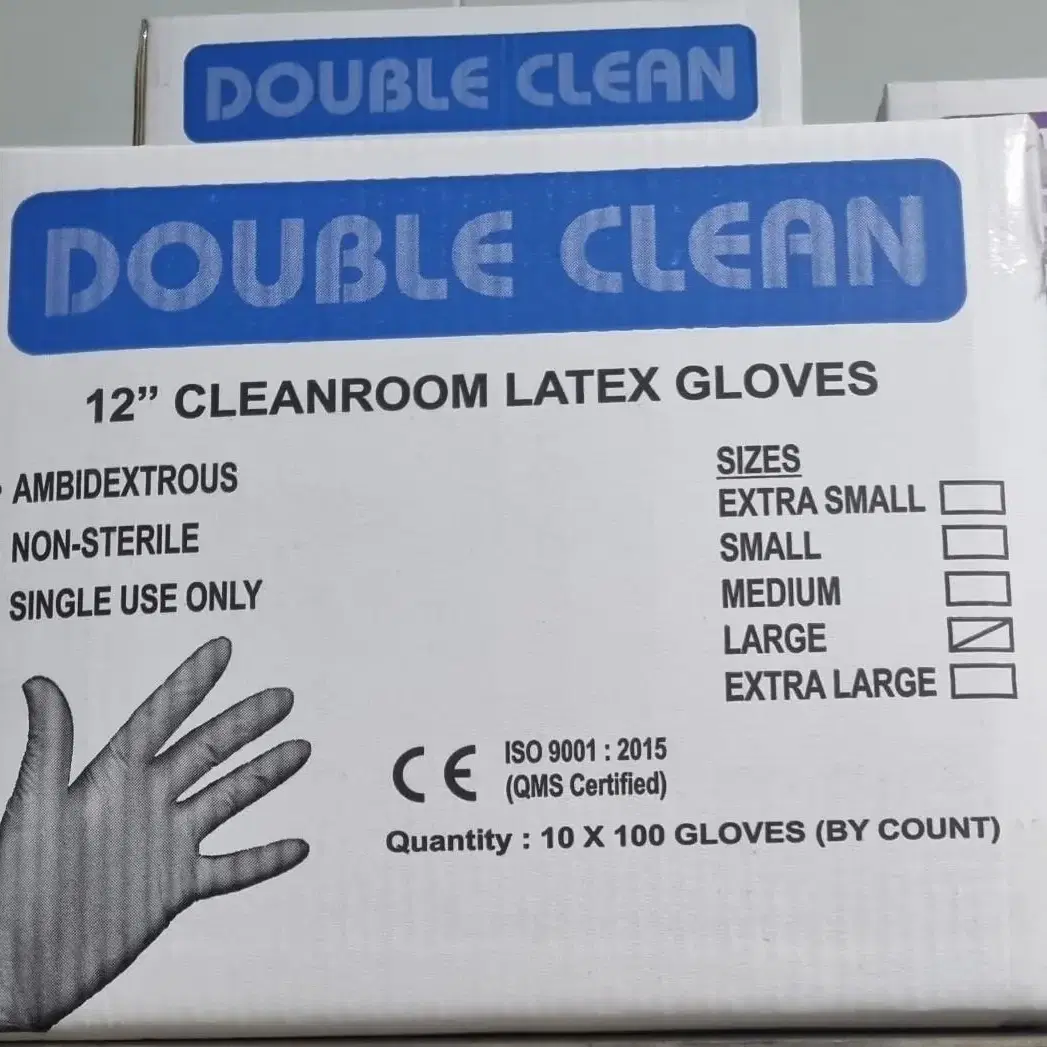 DOUBLE CLEAN
DOUBLE CLEAN
12” CLEANROOM LATEX GLOVES
AMBIDEXTROUS
NON-STERILE
SINGLE USE ONLY
SIZES
EXTRA SMALL
SMALL
MEDIUM
LARGE
EXTRA LARGE
CE ISO 9001 : 2015
(QMS Certified)
Quantity : 10 X 100 GLOVES (BY COUNT)